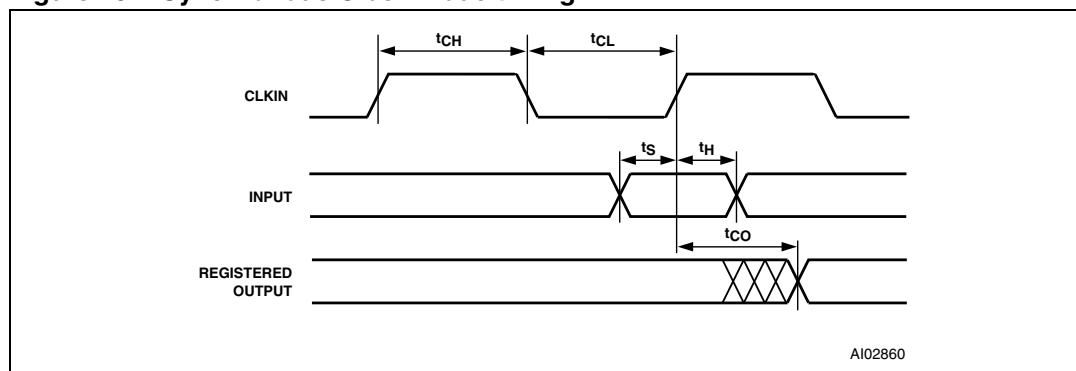 tCH
tCL
CLKIN
tS
tH
INPUT
tCO
REGISTERED
OUTPUT
AI02860